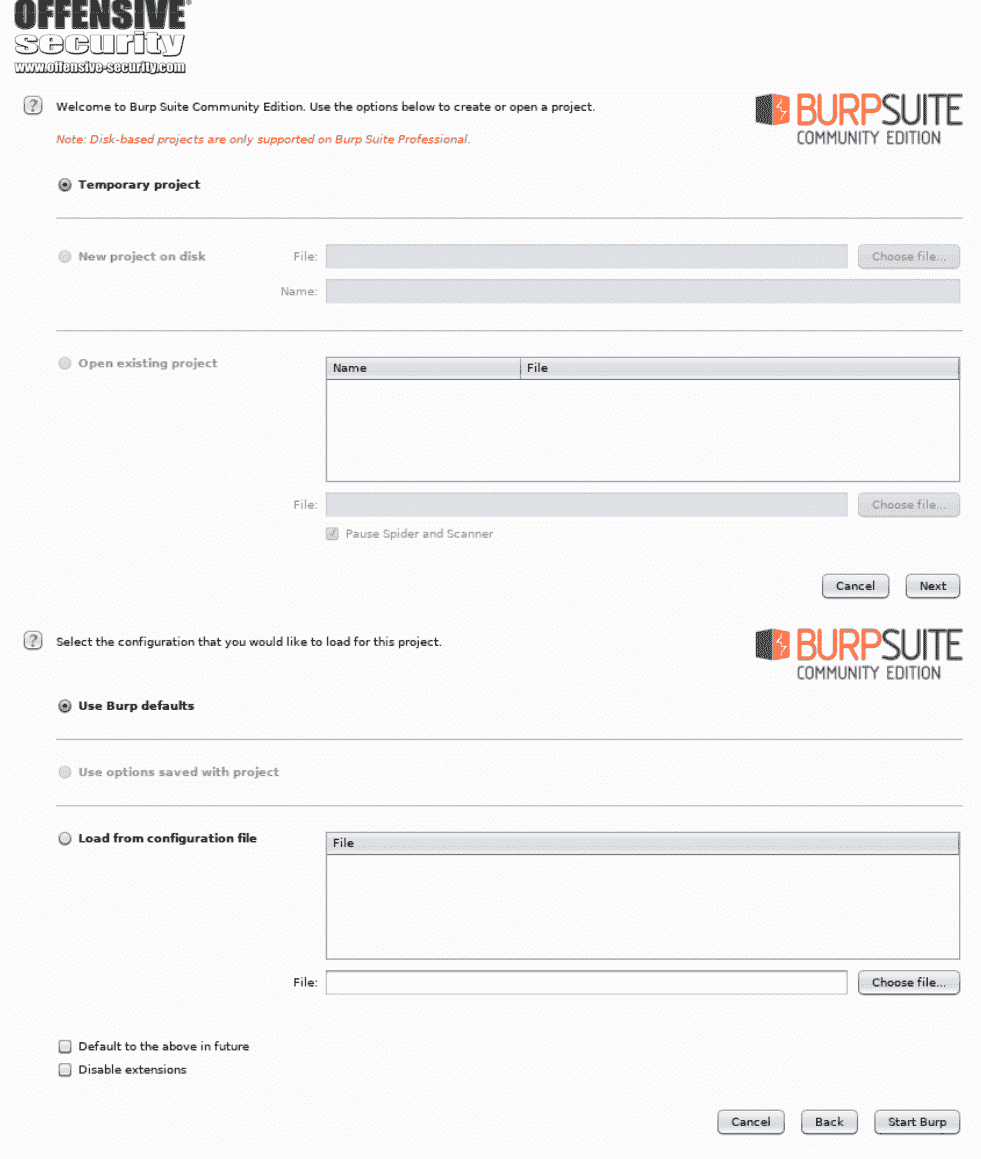 OFFENSIVE®
security
www.offensive-security.com
? Welcome to Burp Suite Community Edition. Use the options below to create or open a project.
BURPSUITE
COMMUNITY EDITION
Note: Disk-based projects are only supported on Burp Suite Professional.
Temporary project
New project on disk File: Choose file...
Name:
Open existing project Name File
File: Choose file...
Pause Spider and Scanner
Cancel Next
? Select the configuration that you would like to load for this project.
BURPSUITE
COMMUNITY EDITION
Use Burp defaults
Use options saved with project
Load from configuration file File
File: Choose file...
Default to the above in future
Disable extensions
Cancel Back Start Burp